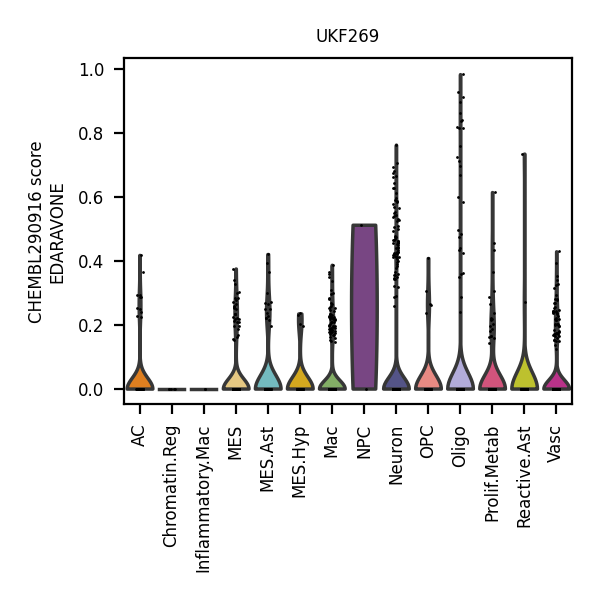 UKF269
CHEMBL290916 score
EDARAVONE
1.0
0.8
0.6
0.4
0.2
0.0
AC
Chromatin.Reg
Inflammatory.Mac
MES
MES.Ast
MES.Hyp
Mac
NPC
Neuron
OPC
Oligo
Prolif.Metab
Reactive.Ast
Vasc